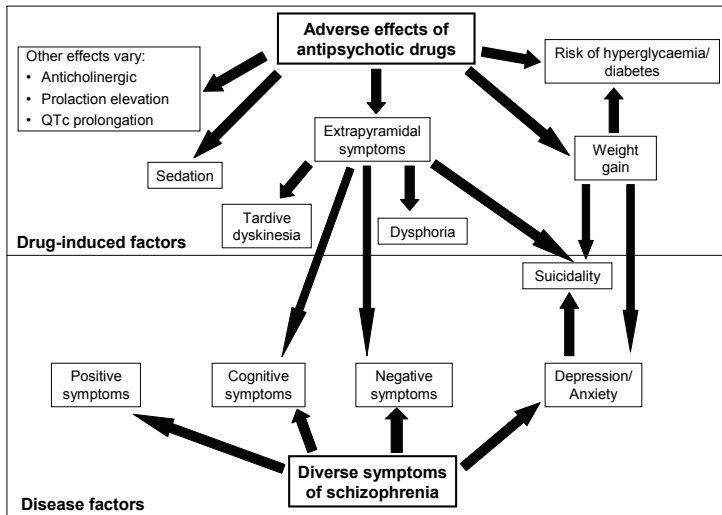 Adverse effects of
antipsychotic drugs
Other effects vary:
• Anticholinergic
• Prolaction elevation
• QTc prolongation
Risk of hyperglycaemia/
diabetes
Extrapyramidal
symptoms
Weight
gain
Sedation
Tardive
dyskinesia
Dysphoria
Drug-induced factors
Suicidality
Positive
symptoms
Cognitive
symptoms
Negative
symptoms
Depression/
Anxiety
Diverse symptoms
of schizophrenia
Disease factors